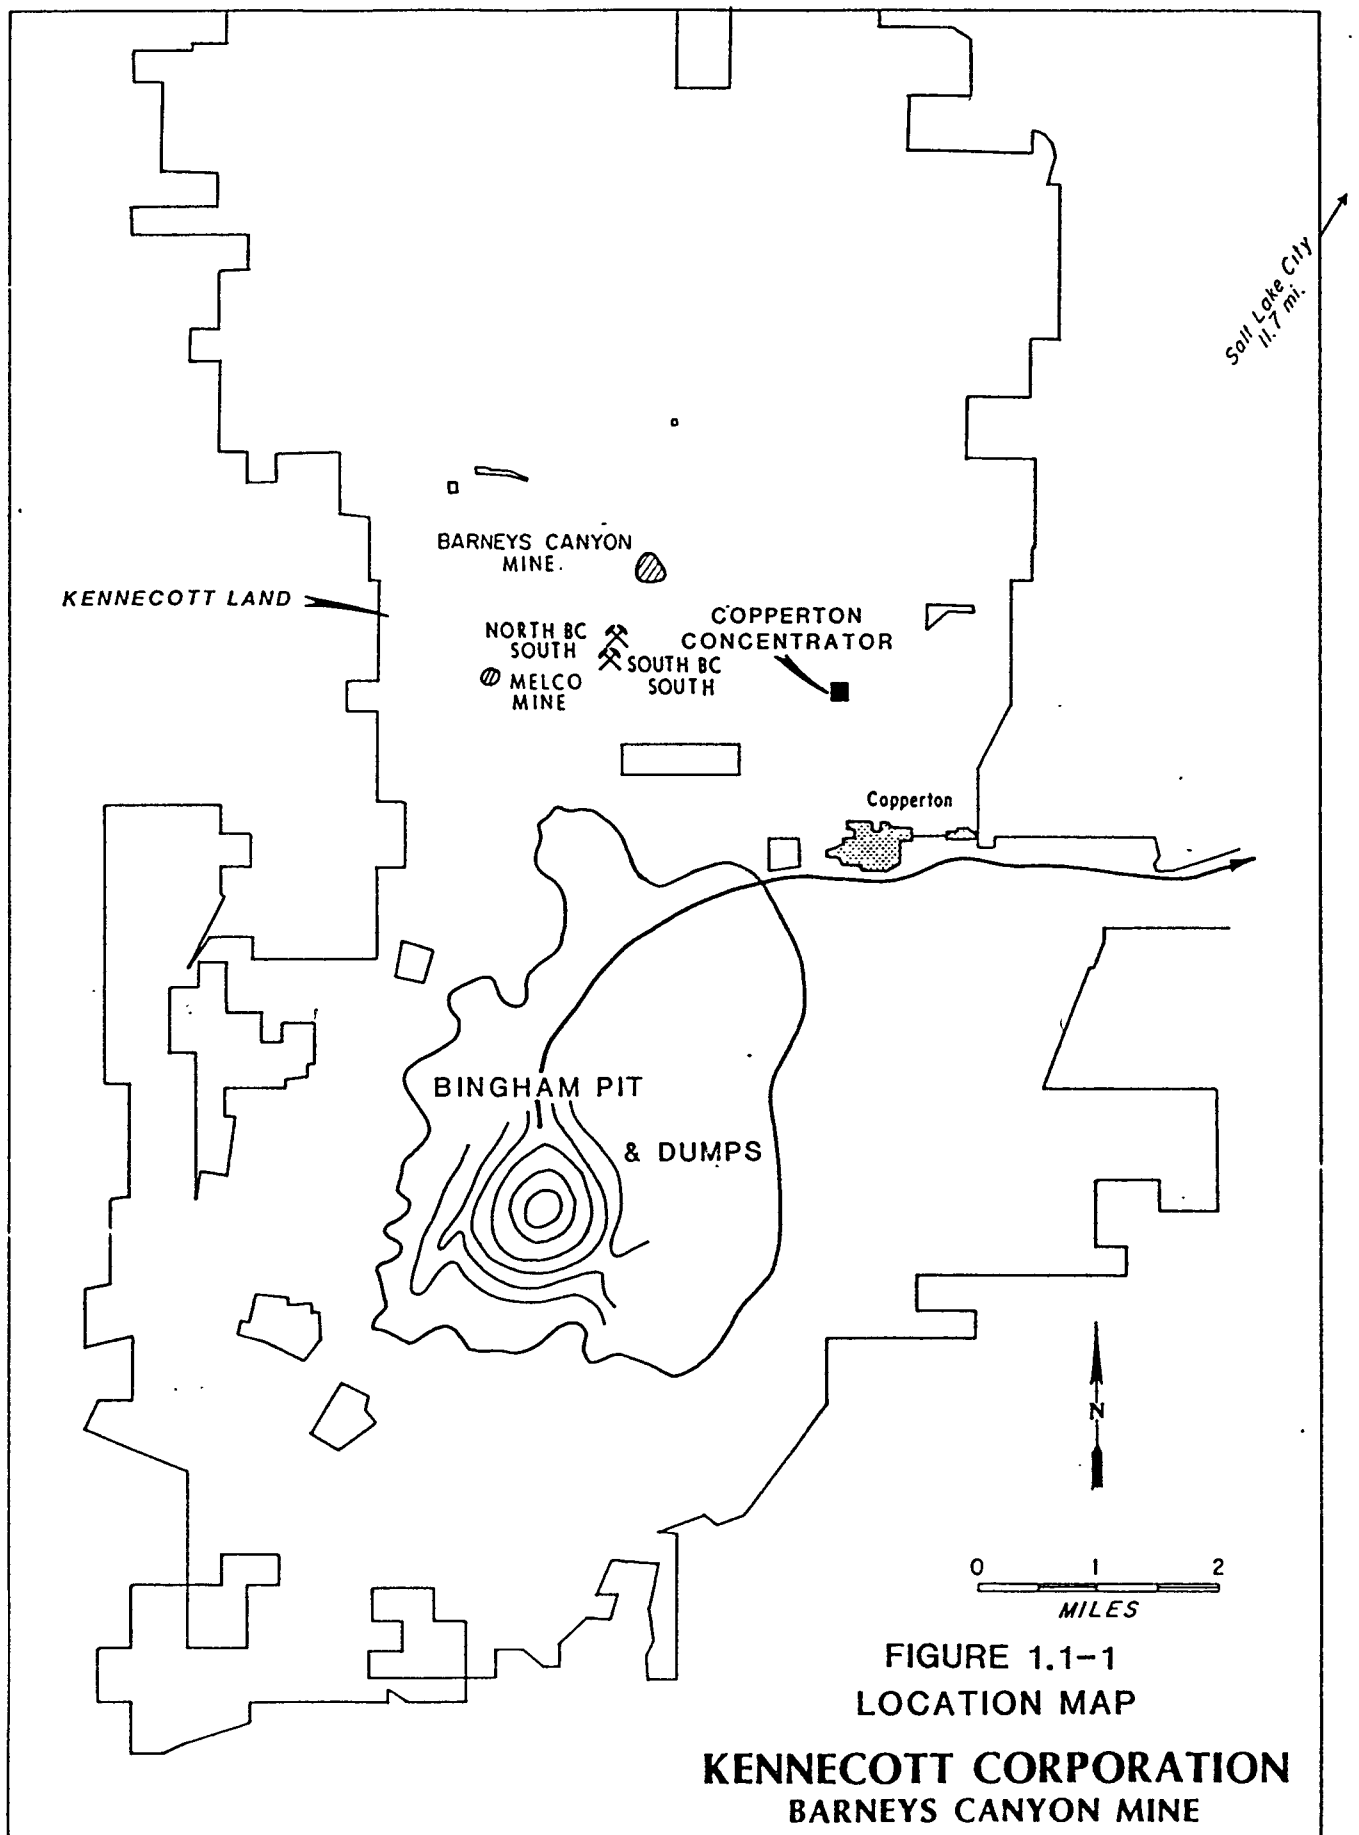 Salt Lake City
11.7 mi.
BARNEYS CANYON
MINE.
KENNECOTT LAND
COPPERTON
CONCENTRATOR
NORTH BC
SOUTH
SOUTH BC
SOUTH
MELCO
MINE
Copperton
BINGHAM PIT
& DUMPS
N
0 1 2
MILES
FIGURE 1.1-1
LOCATION MAP
KENNECOTT CORPORATION
BARNEYS CANYON MINE